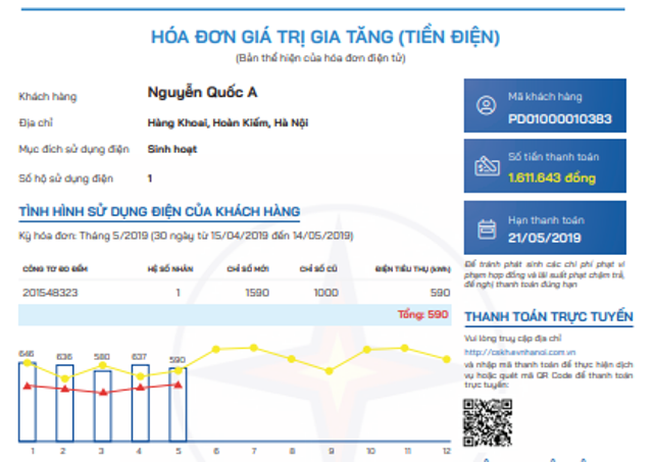 HÓA ĐƠN GIÁ TRỊ GIA TĂNG (TIỀN ĐIỆN)
(Bản thể hiện của hóa đơn điện tử)
Khách hàng Nguyễn Quốc A
Địa chỉ Hàng Khoai, Hoàn Kiếm, Hà Nội
Mục đích sử dụng điện Sinh hoạt
Số hộ sử dụng điện 1
Mã khách hàng
PD01000010383
Số tiền thanh toán
1.611.643 đồng
Hạn thanh toán
21/05/2019
TÌNH HÌNH SỬ DỤNG ĐIỆN CỦA KHÁCH HÀNG
Kỳ hóa đơn: Tháng 5/2019 (30 ngày từ 15/04/2019 đến 14/05/2019)
CÔNG TƠ ĐO ĐẾM HỆ SỐ NHÂN CHỈ SỐ MỚI CHỈ SỐ CŨ ĐIỆN TIÊU THỤ (kWh)
201548323 1 1590 1000 590
Tổng: 590
646 636 580 637 590
1 2 3 4 5 6 7 8 9 10 11 12
Để tránh phát sinh các chi phí phạt vi
phạm hợp đồng và lãi suất phạt chậm trả,
đề nghị thanh toán đúng hạn
THANH TOÁN TRỰC TUYẾN
Vui lòng truy cập địa chỉ
http://cskh.evnhanoi.com.vn
và nhập mã thanh toán để thực hiện dịch
vụ hoặc quét mã QR Code để thanh toán
trực tuyến: